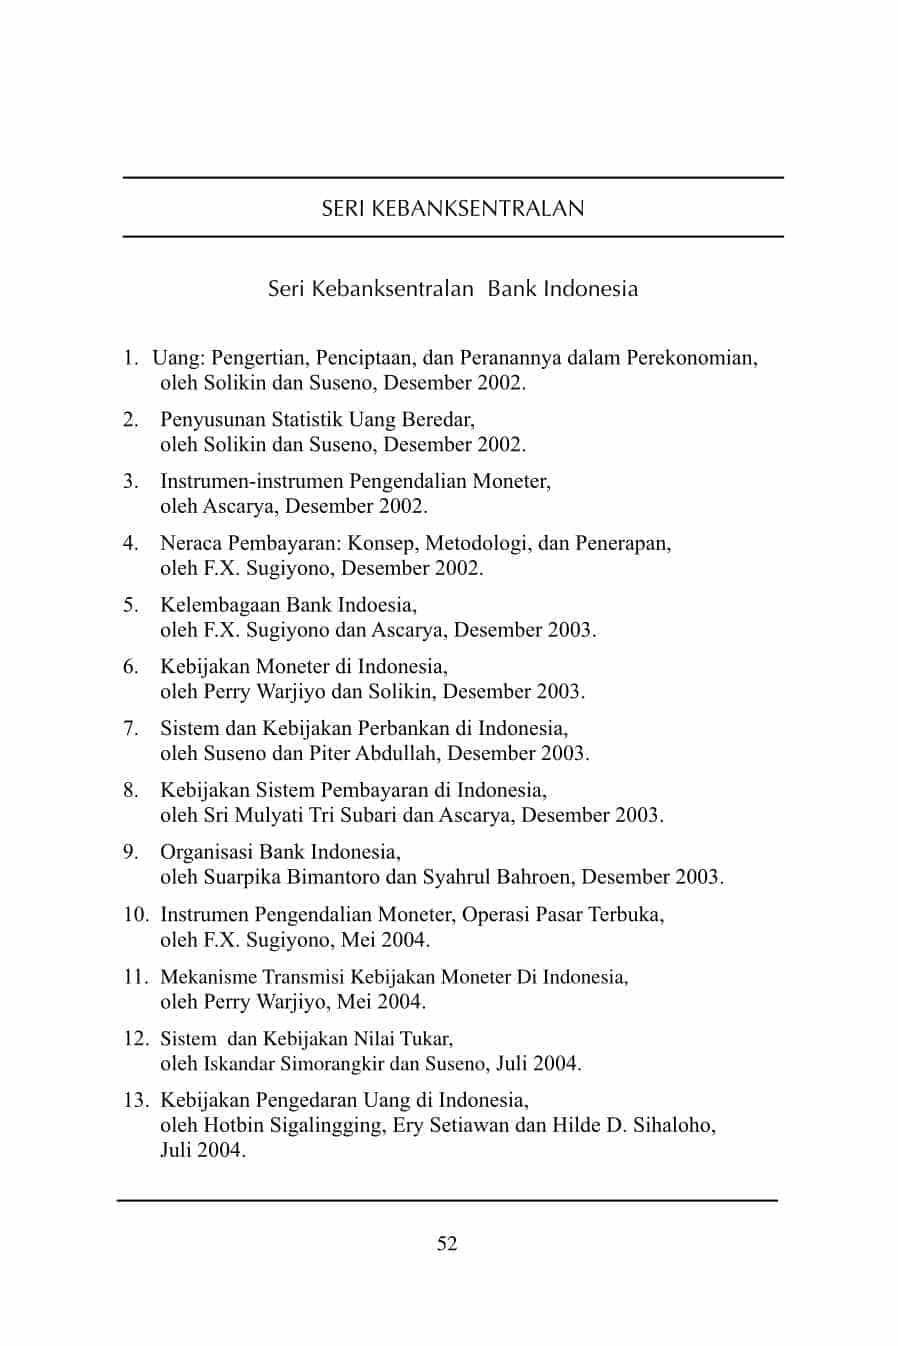 SERI KEBANKSENTRALAN
Seri Kebanksentralan Bank Indonesia
1. Uang: Pengertian, Penciptaan, dan Peranannya dalam Perekonomian,
oleh Solikin dan Suseno, Desember 2002.
2. Penyusunan Statistik Uang Beredar,
oleh Solikin dan Suseno, Desember 2002.
3. Instrumen-instrumen Pengendalian Moneter,
oleh Ascarya, Desember 2002.
4. Neraca Pembayaran: Konsep, Metodologi, dan Penerapan,
oleh F.X. Sugiyono, Desember 2002.
5. Kelembagaan Bank Indoesia,
oleh F.X. Sugiyono dan Ascarya, Desember 2003.
6. Kebijakan Moneter di Indonesia,
oleh Perry Warjiyo dan Solikin, Desember 2003.
7. Sistem dan Kebijakan Perbankan di Indonesia,
oleh Suseno dan Piter Abdullah, Desember 2003.
8. Kebijakan Sistem Pembayaran di Indonesia,
oleh Sri Mulyati Tri Subari dan Ascarya, Desember 2003.
9. Organisasi Bank Indonesia,
oleh Suarpika Bimantoro dan Syahrul Bahroen, Desember 2003.
10. Instrumen Pengendalian Moneter, Operasi Pasar Terbuka,
oleh F.X. Sugiyono, Mei 2004.
11. Mekanisme Transmisi Kebijakan Moneter Di Indonesia,
oleh Perry Warjiyo, Mei 2004.
12. Sistem dan Kebijakan Nilai Tukar,
oleh Iskandar Simorangkir dan Suseno, Juli 2004.
13. Kebijakan Pengedaran Uang di Indonesia,
oleh Hotbin Sigalingging, Ery Setiawan dan Hilde D. Sihaloho,
Juli 2004.
52